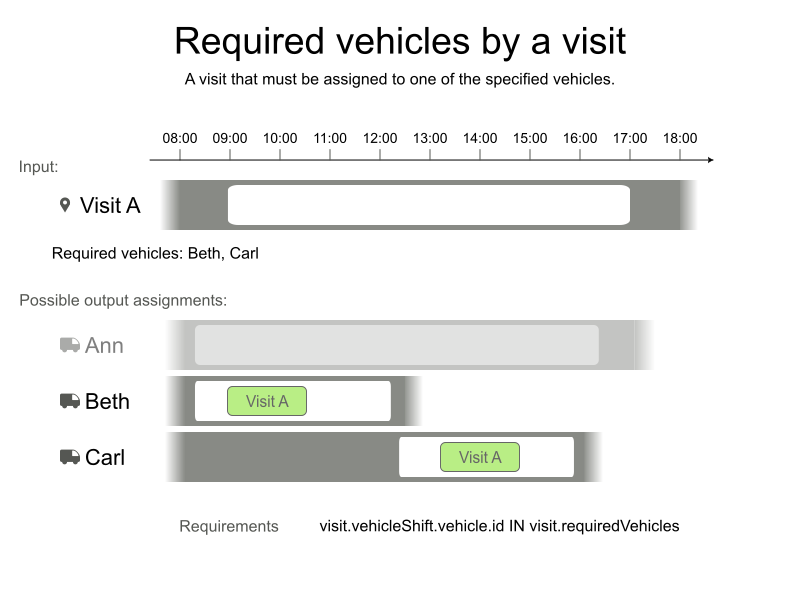 Required vehicles by a visit
A visit that must be assigned to one of the specified vehicles.
08:00 09:00 10:00 11:00 12:00 13:00 14:00 15:00 16:00 17:00 18:00
Input:
Visit A
Required vehicles: Beth, Carl
Possible output assignments:
Ann
Beth Visit A
Carl Visit A
Requirements visit.vehicleShift.vehicle.id IN visit.requiredVehicles